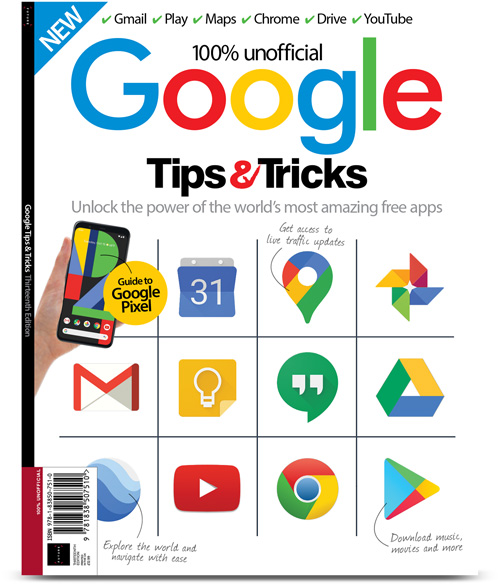 NEW
✔ Gmail ✔ Play ✔ Maps ✔ Chrome ✔ Drive ✔ YouTube
100% unofficial
Google
Tips & Tricks
Unlock the power of the world's most amazing free apps
Get access to
live traffic updates
Guide to
Google
Pixel
31
Explore the world and
navigate with ease
Download music,
movies and more
Google Tips & Tricks Thirteenth Edition
100% UNOFFICIAL
ISBN 978-1-83850-751-0
9 781838 507510 >